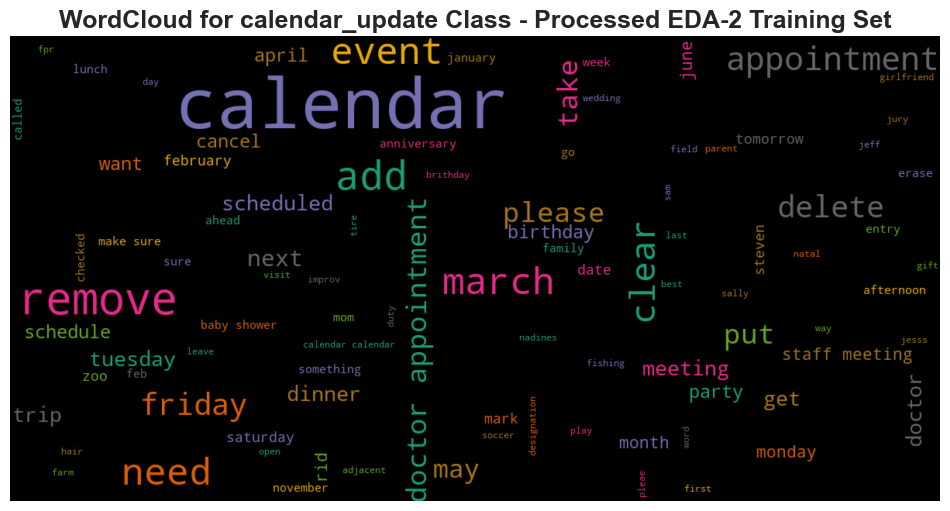 WordCloud for calendar_update Class - Processed EDA-2 Training Set
fpr
lunch
day
called
april
event
january
calendar
take
week
wedding
june
appointment
girlfriend
jury
cancel
want
february
anniversary
go
field
parent
tomorrow
jeff
erase
add
brithday
sam
scheduled
ahead
tire
please
birthday
family
delete
entry
checked
make sure
sure
next
visit
improv
doctor appointment
march
date
clear
last
best
steven
natal
gift
sally
afternoon
remove
schedule
baby shower
mom
duty
nadines
put
way
jesss
tuesday
leave
calendar calendar
zoo
feb
something
fishing
meeting
staff meeting
trip
friday
dinner
party
get
doctor
mark
designation
play
soccer
saturday
open
month
word
monday
hair
farm
need
november
rid
adjacent
may
pleae
first